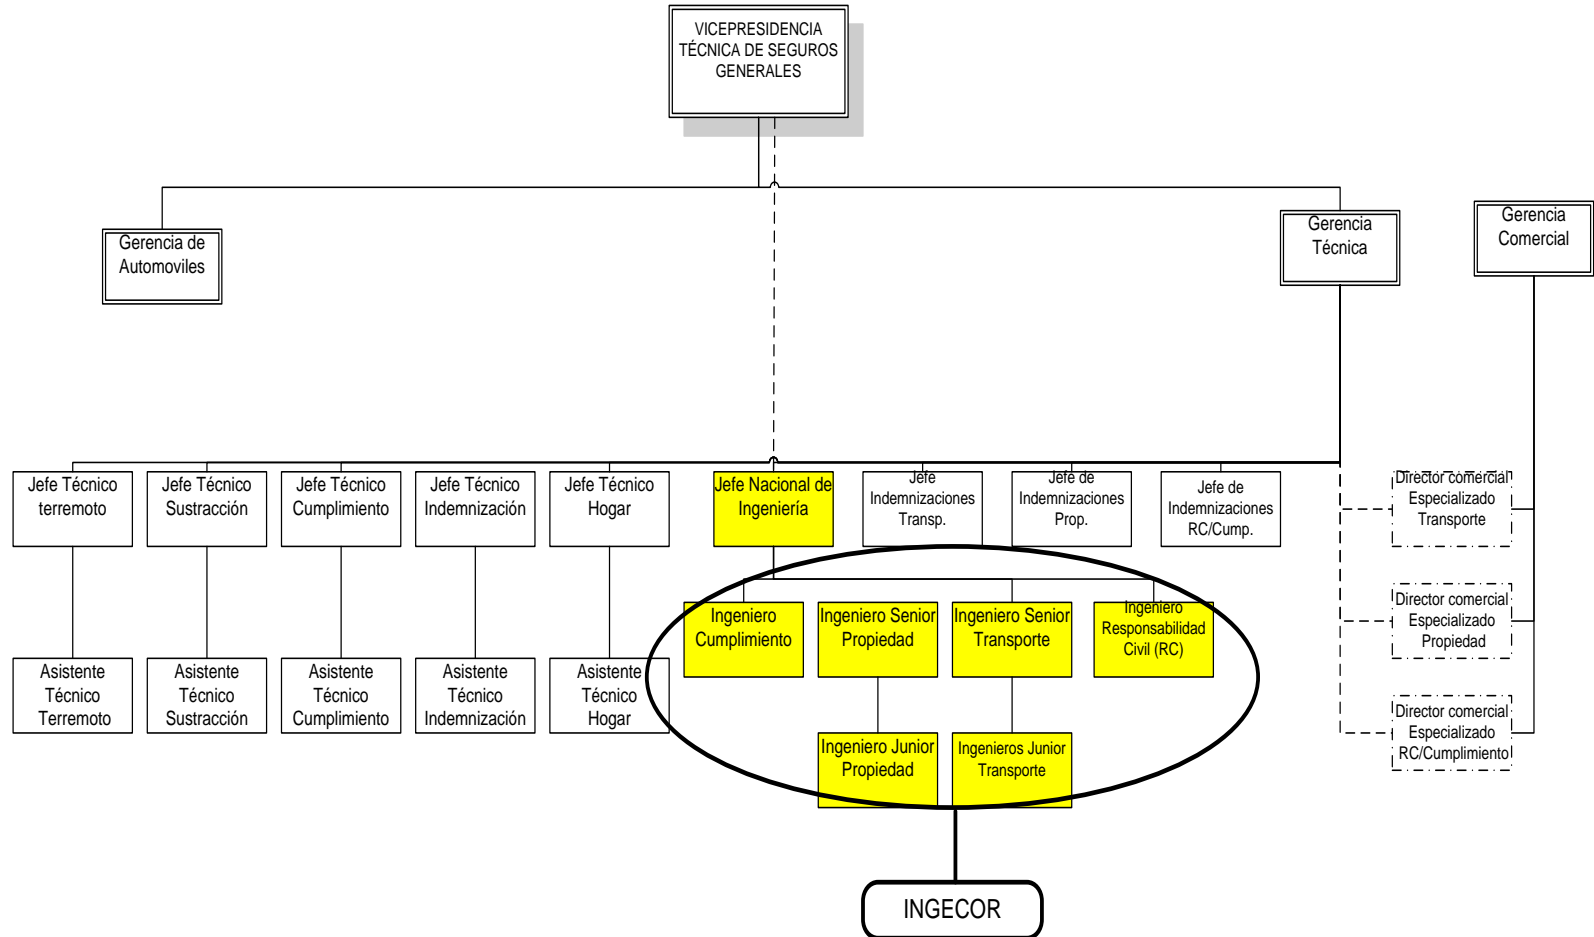 VICEPRESIDENCIA
TÉCNICA DE SEGUROS
GENERALES
Gerencia de
Automoviles
Gerencia
Técnica
Gerencia
Comercial
Jefe Técnico
terremoto
Jefe Técnico
Sustracción
Jefe Técnico
Cumplimiento
Jefe Técnico
Indemnización
Jefe Técnico
Hogar
Jefe Nacional de
Ingeniería
Jefe
Indemnizaciones
Transp.
Jefe de
Indemnizaciones
Prop.
Jefe de
Indemnizaciones
RC/Cump.
Director comercial
Especializado
Transporte
Ingeniero
Cumplimiento
Ingeniero Senior
Propiedad
Ingeniero Senior
Transporte
Ingeniero
Responsabilidad
Civil (RC)
Director comercial
Especializado
Propiedad
Asistente
Técnico
Terremoto
Asistente
Técnico
Sustracción
Asistente
Técnico
Cumplimiento
Asistente
Técnico
Indemnización
Asistente
Técnico
Hogar
Ingeniero Junior
Propiedad
Ingenieros Junior
Transporte
Director comercial
Especializado
RC/Cumplimiento
INGECOR